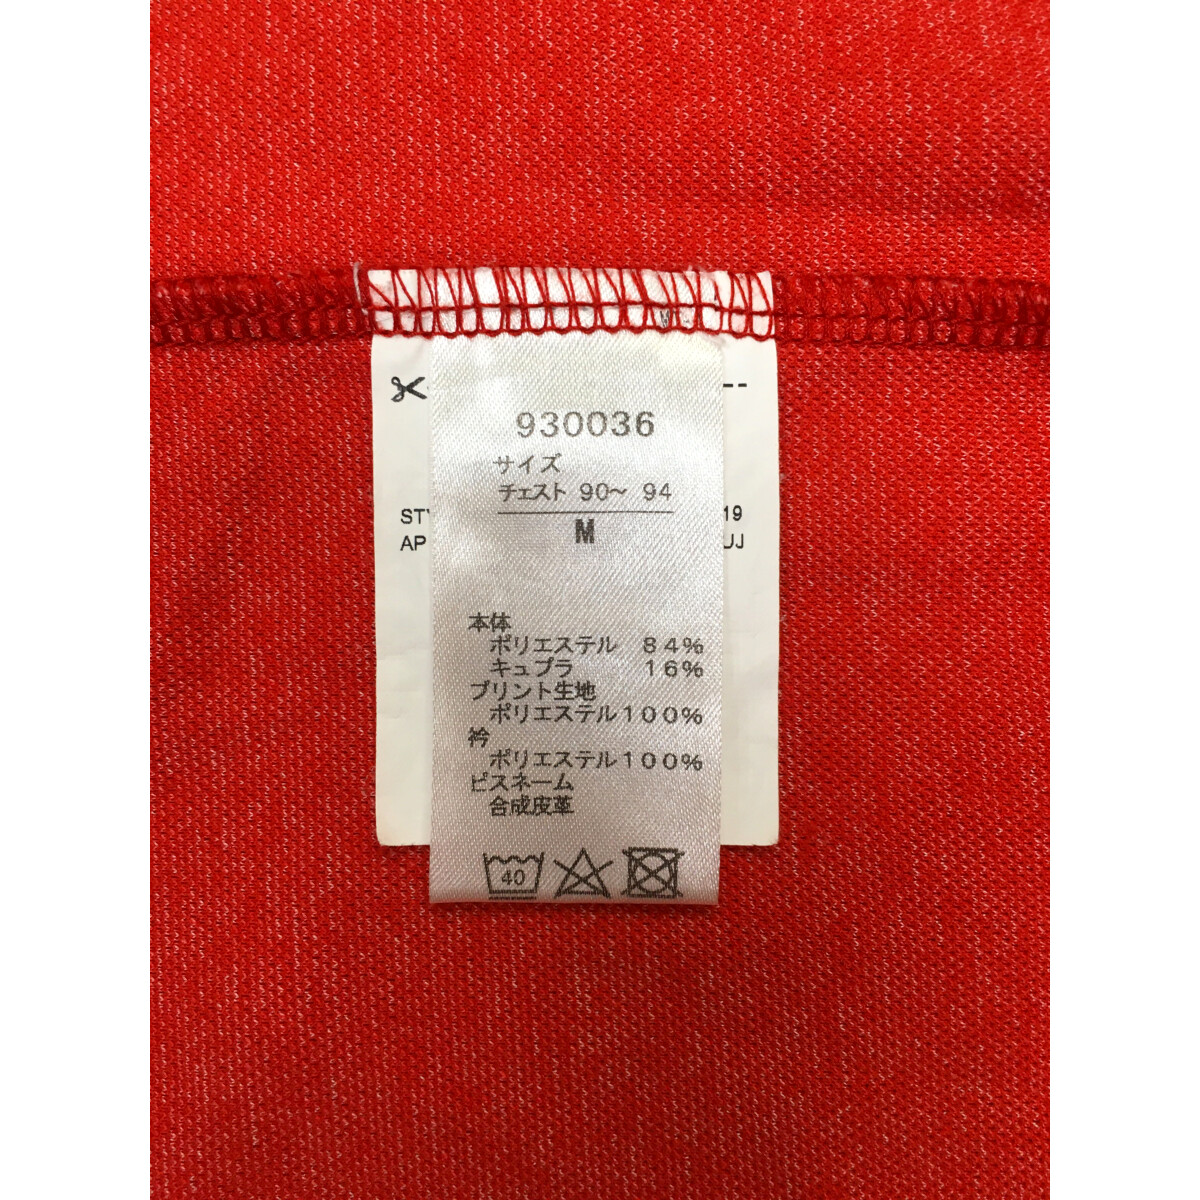 930036
サイズ
チェスト 90～ 94
M
19
UJ
本体
ポリエステル 84%
キュプラ 16%
プリント生地
ポリエステル100%
衿
ポリエステル100%
ピスネーム
合成皮革
40